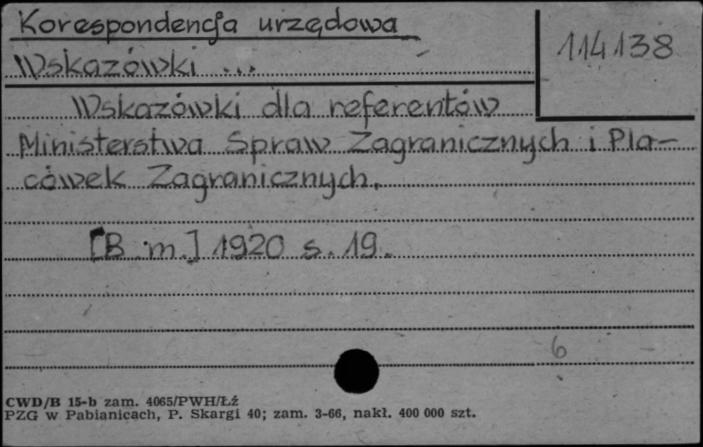 Korespondencja urzędowa
114138
Wskazówki ...
Wskazówki dla referentów
Ministerstwa Spraw Zagranicznych i Pla-
cówek Zagranicznych.
[B.m.] 1920 s. 19.
6
CWD/B 15-b zam. 4065/PWH/Łź
PZG w Pabianicach, P. Skargi 40; zam. 3-66, nakł. 400 000 szt.